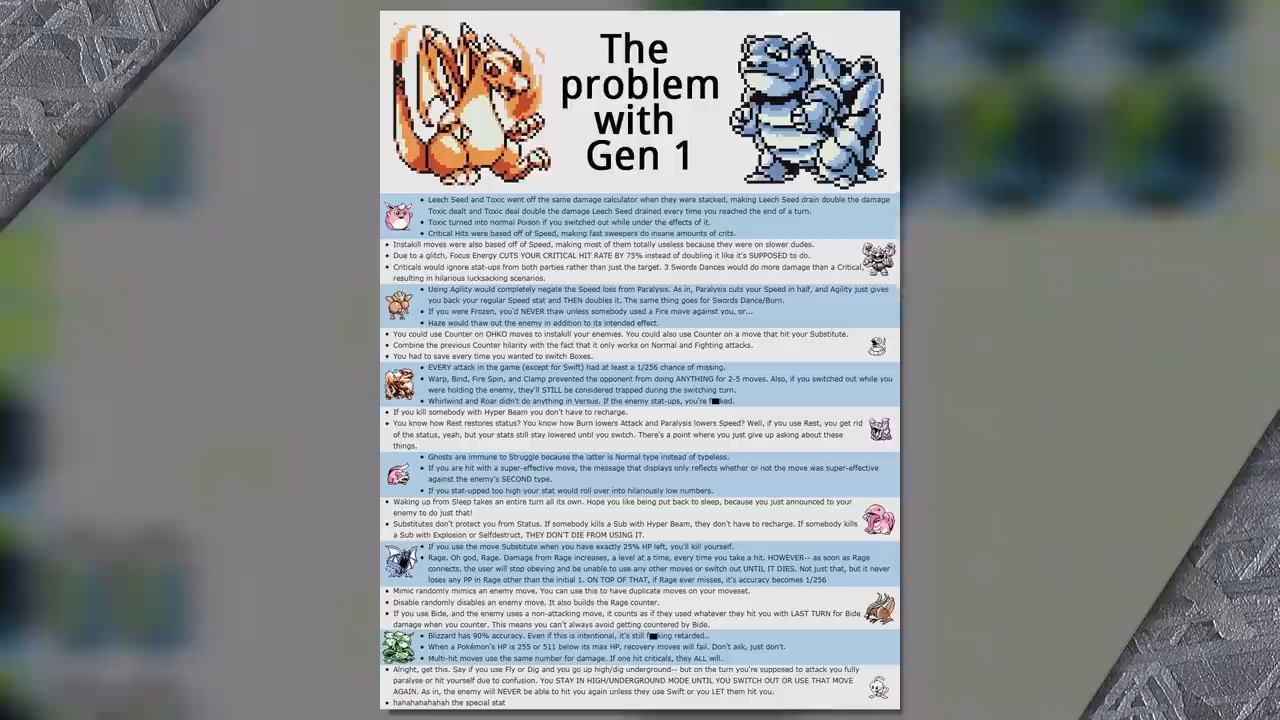 The
problem
with
Gen 1
• Leech Seed and Toxic went off the same damage calculator when they were stacked, making Leech Seed drain double the damage
Toxic dealt and Toxic deal double the damage Leech Seed drained every time you reached the end of a turn.
• Toxic turned into normal Poison if you switched out while under the effects of it.
• Critical Hits were based off of Speed, making fast sweepers do insane amounts of crits.
• Instakill moves were also based off of Speed, making most of them totally useless because they were on slower dudes.
• Due to a glitch, Focus Energy CUTS YOUR CRITICAL HIT RATE BY 75% instead of doubling it like it's SUPPOSED to do.
• Criticals would ignore stat-ups from both parties rather than just the target. 3 Swords Dances would do more damage than a Critical,
resulting in hilarious lucksacking scenarios.
• Using Agility would completely negate the Speed loss from Paralysis. As in, Paralysis cuts your Speed in half, and Agility just gives
you back your regular Speed stat and THEN doubles it. The same thing goes for Swords Dance/Burn.
• If you were Frozen, you'd NEVER thaw unless somebody used a Fire move against you, or...
• Haze would thaw out the enemy in addition to its intended effect.
• You could use Counter on OHKO moves to instakill your enemies. You could also use Counter on a move that hit your Substitute.
• Combine the previous Counter hilarity with the fact that it only works on Normal and Fighting attacks.
• You had to save every time you wanted to switch Boxes.
• EVERY attack in the game (except for Swift) had at least a 1/256 chance of missing.
• Warp, Bind, Fire Spin, and Clamp prevented the opponent from doing ANYTHING for 2-5 moves. Also, if you switched out while you
were holding the enemy, they'll STILL be considered trapped during the switching turn.
• Whirlwind and Roar didn't do anything in Versus. If the enemy stat-ups, you're f█ked.
• If you kill somebody with Hyper Beam you don't have to recharge.
• You know how Rest restores status? You know how Burn lowers Attack and Paralysis lowers Speed? Well, if you use Rest, you get rid
of the status, yeah, but your stats still stay lowered until you switch. There's a point where you just give up asking about these
things.
• Ghosts are immune to Struggle because the latter is Normal type instead of typeless.
• If you are hit with a super-effective move, the message that displays only reflects whether or not the move was super-effective
against the enemy's SECOND type.
• If you stat-upped too high your stat would roll over into hilariously low numbers.
• Waking up from Sleep takes an entire turn all its own. Hope you like being put back to sleep, because you just announced to your
enemy to do just that!
• Substitutes don't protect you from Status. If somebody kills a Sub with Hyper Beam, they don't have to recharge. If somebody kills
a Sub with Explosion or Selfdestruct, THEY DON'T DIE FROM USING IT.
• If you use the move Substitute when you have exactly 25% HP left, you'll kill yourself.
• Rage. Oh god, Rage. Damage from Rage increases, a level at a time, every time you take a hit. HOWEVER-- as soon as Rage
connects, the user will stop obeying and be unable to use any other moves or switch out UNTIL IT DIES. Not just that, but it never
loses any PP in Rage other than the initial 1. ON TOP OF THAT, if Rage ever misses, it's accuracy becomes 1/256
• Mimic randomly mimics an enemy move. You can use this to have duplicate moves on your moveset.
• Disable randomly disables an enemy move. It also builds the Rage counter.
• If you use Bide, and the enemy uses a non-attacking move, it counts as if they used whatever they hit you with LAST TURN for Bide
damage when you counter. This means you can't always avoid getting countered by Bide.
• Blizzard has 90% accuracy. Even if this is intentional, it's still f█king retarded..
• When a Pokémon's HP is 255 or 511 below its max HP, recovery moves will fail. Don't ask, just don't.
• Multi-hit moves use the same number for damage. If one hit criticals, they ALL will.
• Alright, get this. Say if you use Fly or Dig and you go up high/dig underground-- but on the turn you're supposed to attack you fully
paralyse or hit yourself due to confusion. You STAY IN HIGH/UNDERGROUND MODE UNTIL YOU SWITCH OUT OR USE THAT MOVE
AGAIN. As in, the enemy will NEVER be able to hit you again unless they use Swift or you LET them hit you.
• hahahahahahah the special stat